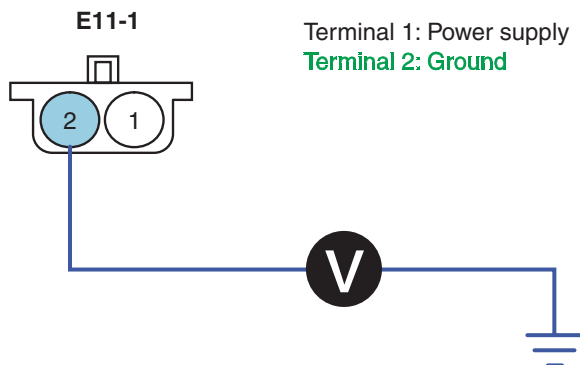 E11-1
Terminal 1: Power supply
Terminal 2: Ground
2 1
V